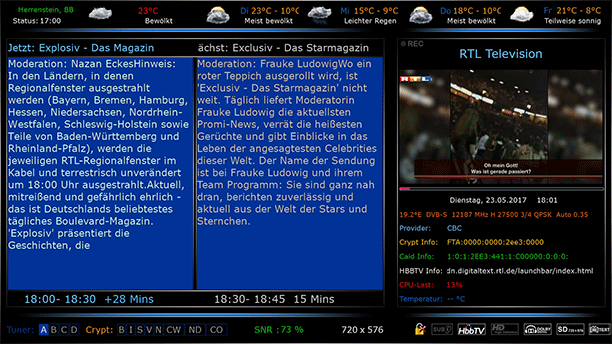 Herrenstein, BB
Status: 17:00
23°C
Bewölkt
Di 23°C - 10°C
Meist bewölkt
Mi 15°C - 9°C
Leichter Regen
Do 18°C - 10°C
Meist bewölkt
Fr 21°C - 8°C
Teilweise sonnig
Jetzt: Explosiv - Das Magazin
Moderation: Nazan EckesHinweis:
In den Ländern, in denen
Regionalfenster ausgestrahlt
werden (Bayern, Bremen, Hamburg,
Hessen, Niedersachsen, Nordrhein-
Westfalen, Schleswig-Holstein sowie
Teile von Baden-Württemberg und
Rheinland-Pfalz), werden die
jeweiligen RTL-Regionalfenster im
Kabel und terrestrisch unverändert
um 18:00 Uhr ausgestrahlt.Aktuell,
mitreißend und gefährlich ehrlich -
das ist Deutschlands beliebtestes
tägliches Boulevard-Magazin.
'Explosiv' präsentiert die
Geschichten, die
18:00- 18:30 +28 Mins
ächst: Exclusiv - Das Starmagazin
Moderation: Frauke LudowigWo ein
roter Teppich ausgerollt wird, ist
'Exclusiv - Das Starmagazin' nicht
weit. Täglich liefert Moderatorin
Frauke Ludowig die aktuellsten
Promi-News, verrät die heißesten
Gerüchte und gibt Einblicke in das
Leben der angesagtesten Celebrities
dieser Welt. Der Name der Sendung
ist bei Frauke Ludowig und ihrem
Team Programm: Sie sind ganz nah
dran, berichten zuverlässig und
aktuell aus der Welt der Stars und
Sternchen.
18:30- 18:45 15 Mins
REC
RTL Television
RTL
Oh mein Gott!
Was ist gerade passiert?
Dienstag, 23.05.2017 18:01
19.2°E DVB-S 12187 MHz H 27500 3/4 QPSK Auto 0.35
Provider: CBC
Crypt Info: FTA:0000:0000:2ee3:0000
Caid Info: 1:0:1:2EE3:441:1:C00000:0:0:0:
HBBTV Info: dn.digitaltext.rtl.de/launchbar/index.html
CPU-Last: 13%
Temperatur: -- °C
Tuner: A B C D Crypt: B I S V N CW ND CO SNR : 73 % 720 x 576
SUB
HbbTV
HD
DOLBY
SD 720x576
TEXT